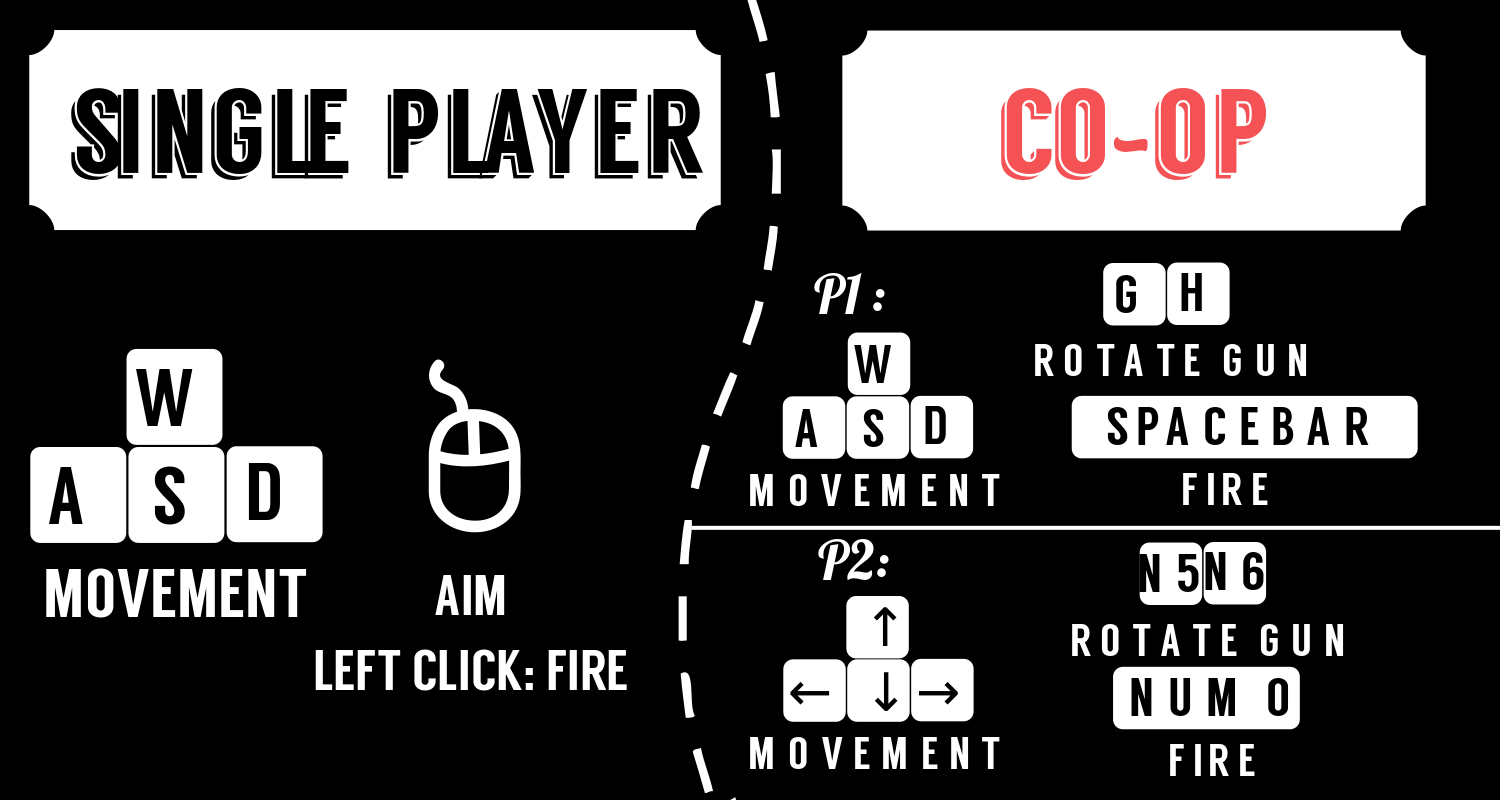 SINGLE PLAYER
W
A S D
MOVEMENT
AIM
LEFT CLICK: FIRE
CO-OP
P1 :
W
A S D
MOVEMENT
G H
ROTATE GUN
SPACEBAR
FIRE
P2:
↑
← ↓ →
MOVEMENT
N 5 N 6
ROTATE GUN
NUM 0
FIRE